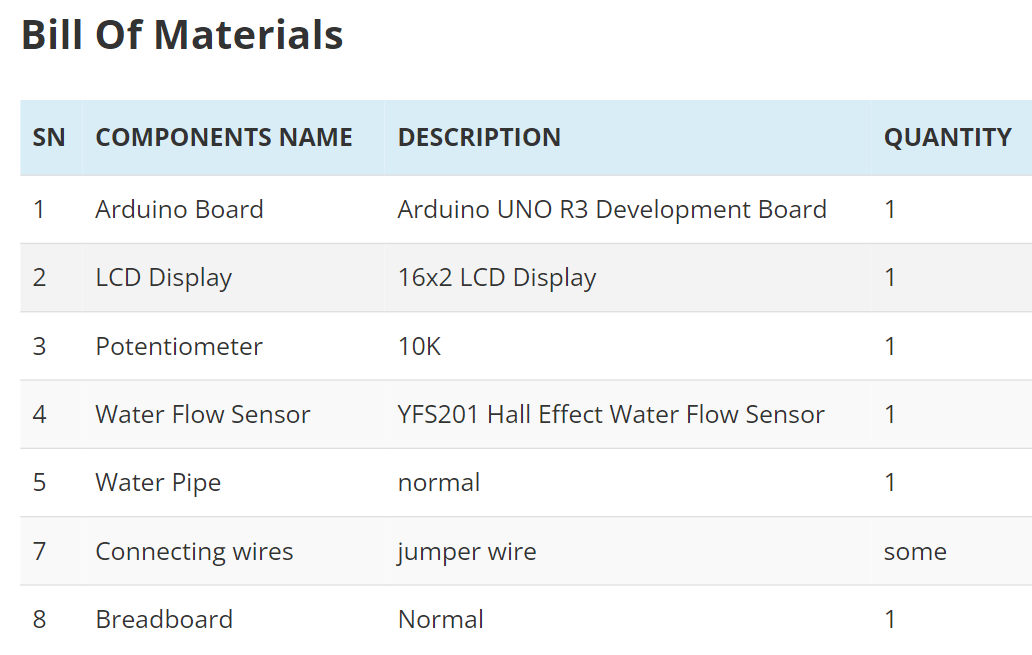 Bill Of Materials
SN COMPONENTS NAME DESCRIPTION QUANTITY
1 Arduino Board Arduino UNO R3 Development Board 1
2 LCD Display 16x2 LCD Display 1
3 Potentiometer 10K 1
4 Water Flow Sensor YFS201 Hall Effect Water Flow Sensor 1
5 Water Pipe normal 1
7 Connecting wires jumper wire some
8 Breadboard Normal 1